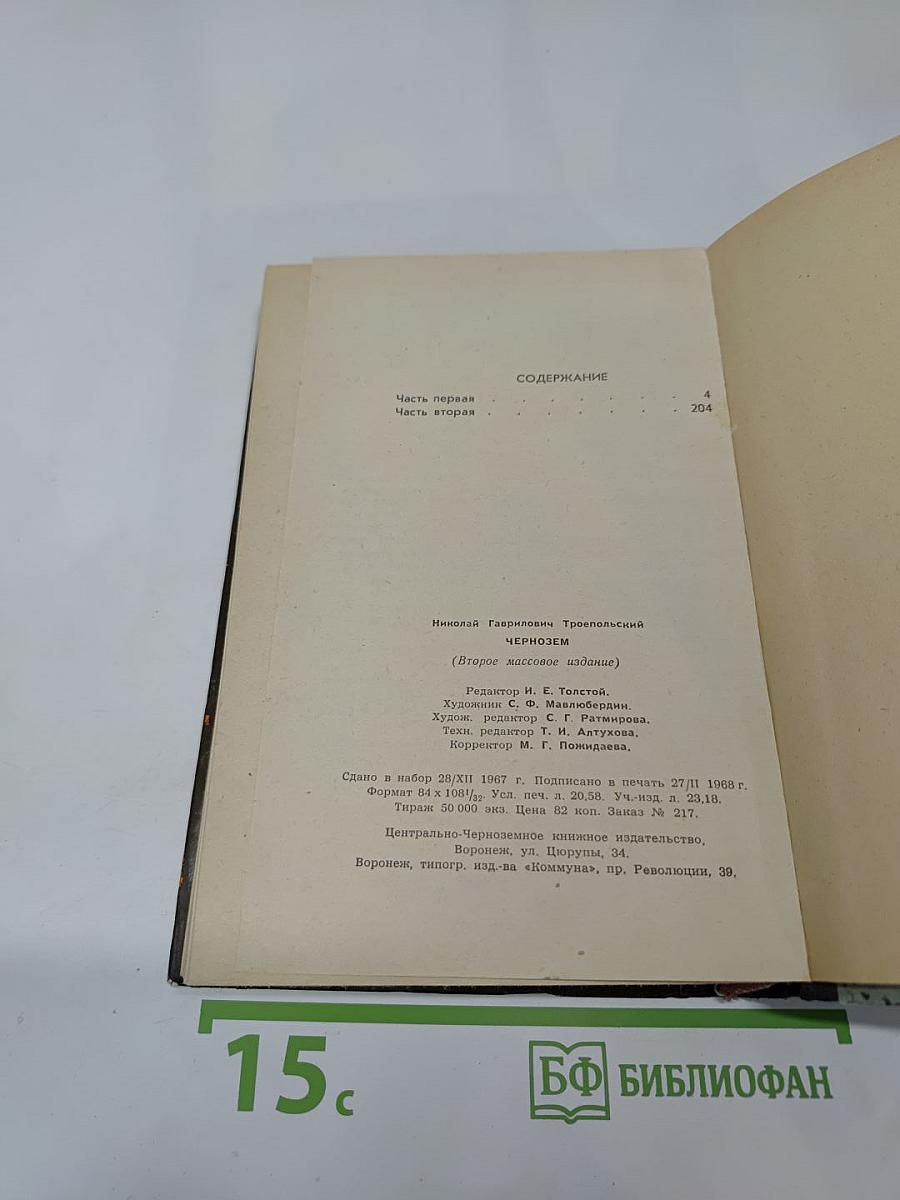 СОДЕРЖАНИЕ
Часть первая . . . . . . . 4
Часть вторая . . . . . . . 204
Николай Гаврилович Троепольский
ЧЕРНОЗЕМ
(Второе массовое издание)
Редактор И. Е. Толстой.
Художник С. Ф. Мавлюбердин.
Худож. редактор С. Г. Ратмирова.
Техн. редактор Т. И. Алтухова.
Корректор М. Г. Пожидаева.
Сдано в набор 28/XII 1967 г. Подписано в печать 27/II 1968 г.
Формат 84 х 108¹/₃₂. Усл. печ. л. 20,58. Уч.-изд. л. 23,18.
Тираж 50 000 экз. Цена 82 коп. Заказ № 217.
Центрально-Черноземное книжное издательство,
Воронеж, ул. Цюрупы, 34.
Воронеж, типогр. изд.-ва «Коммуна», пр. Революции, 39.
15 с
БФ БИБЛИОФАН